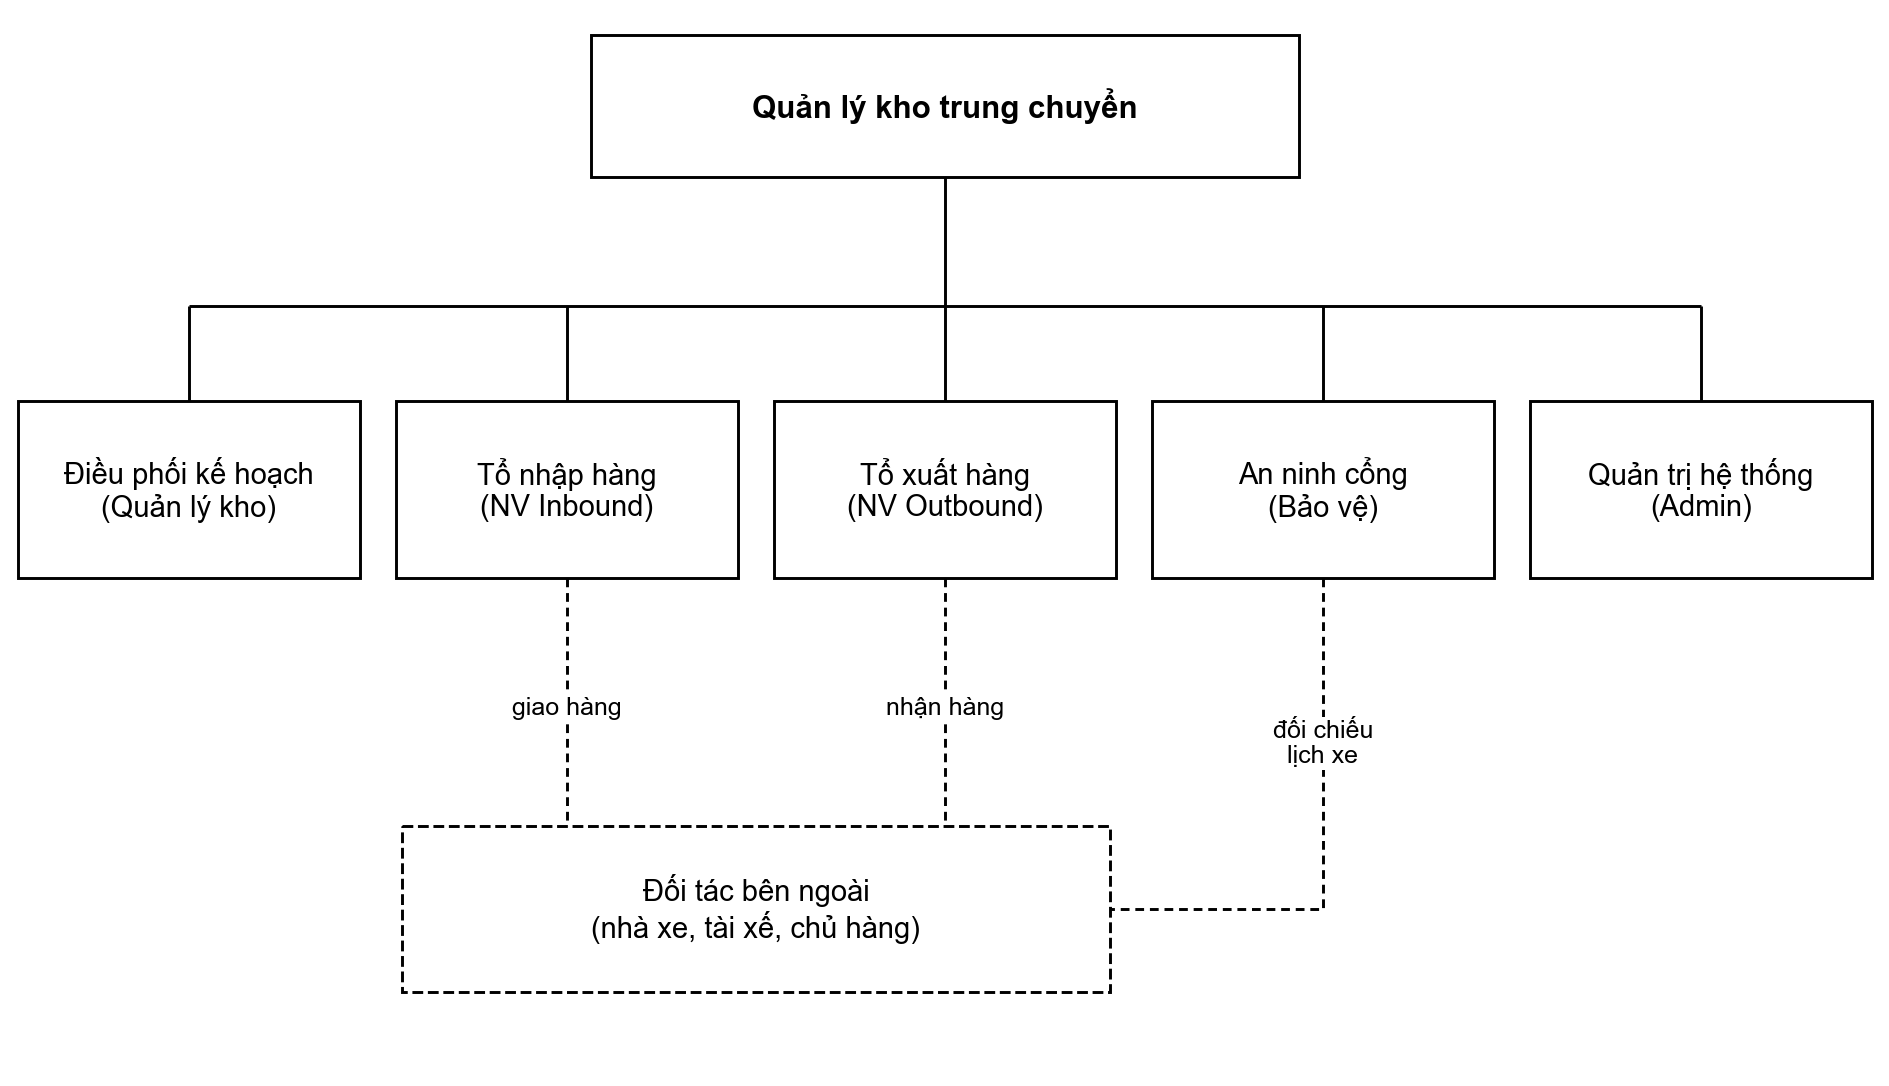 Quản lý kho trung chuyển
Điều phối kế hoạch
(Quản lý kho)
Tổ nhập hàng
(NV Inbound)
Tổ xuất hàng
(NV Outbound)
An ninh cổng
(Bảo vệ)
Quản trị hệ thống
(Admin)
giao hàng
nhận hàng
đối chiếu
lịch xe
Đối tác bên ngoài
(nhà xe, tài xế, chủ hàng)